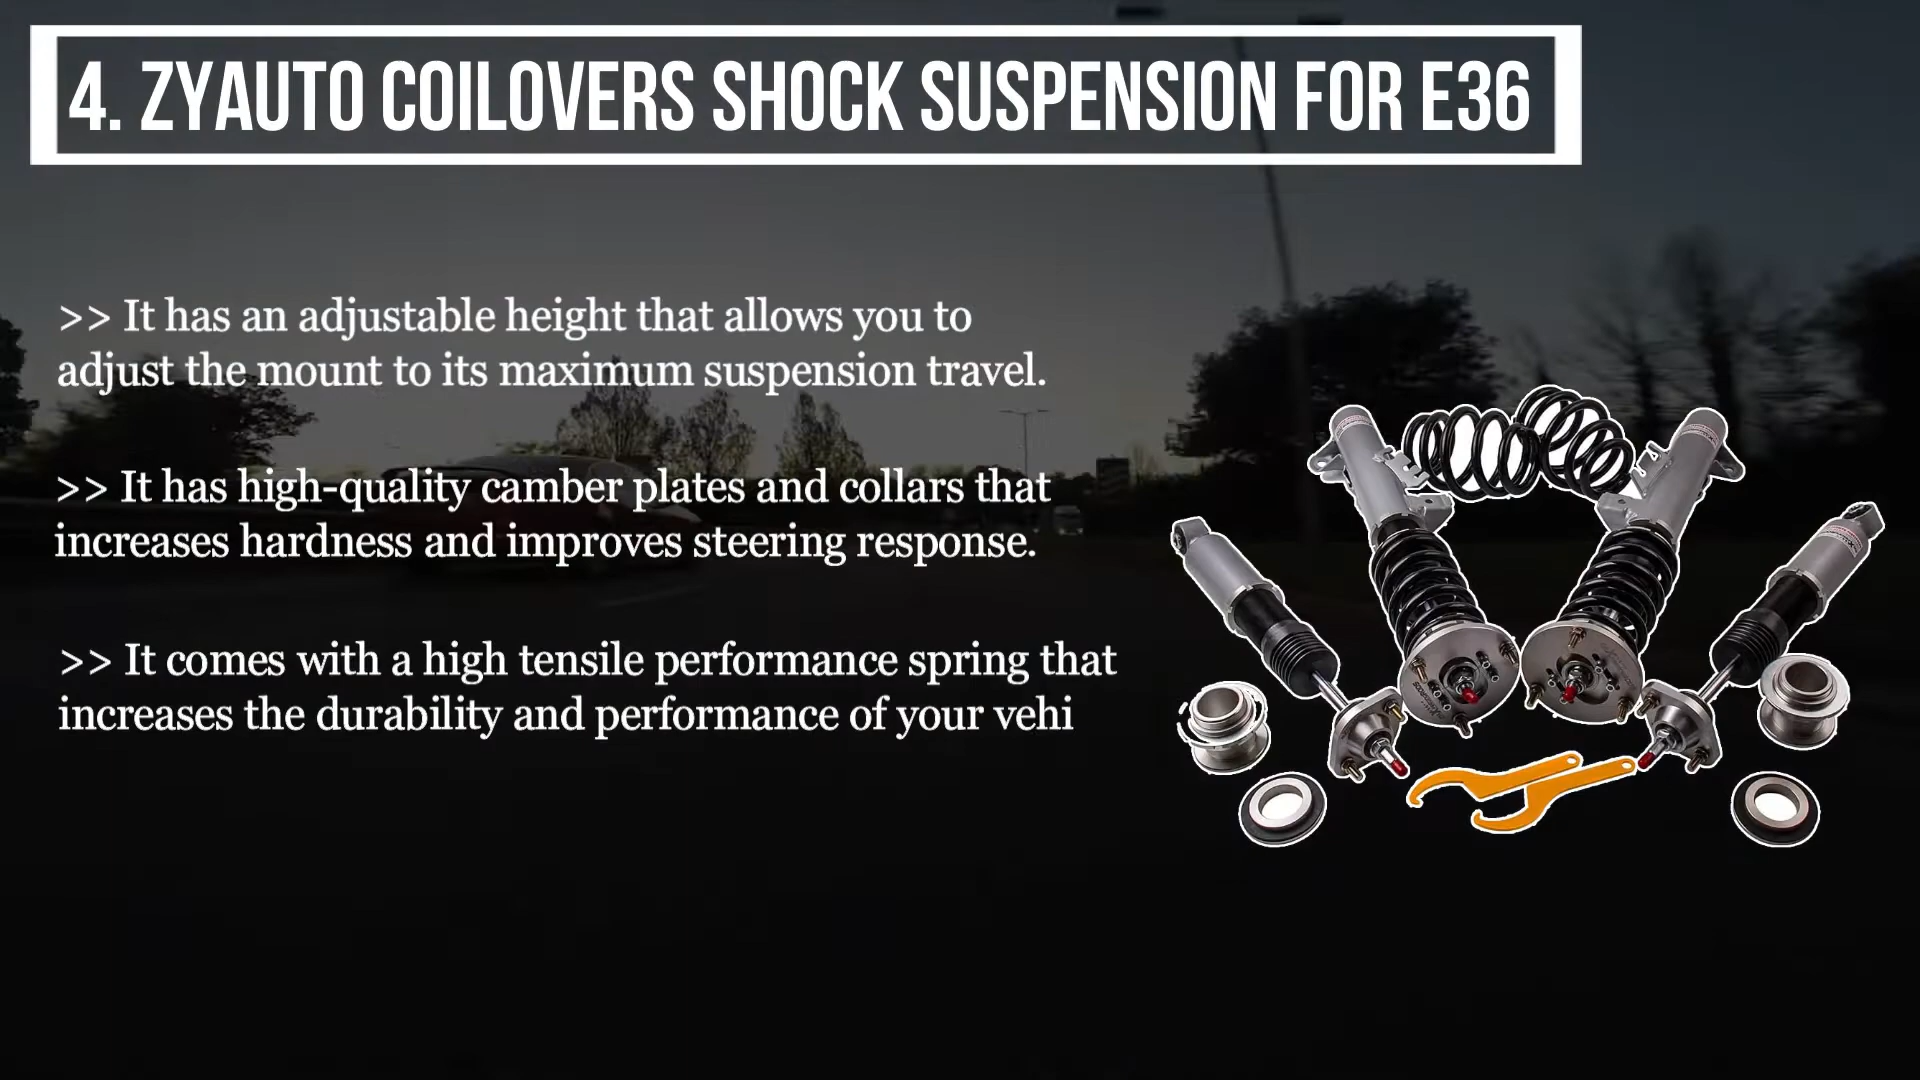 4. ZYAUTO COILOVERS SHOCK SUSPENSION FOR E36
>> It has an adjustable height that allows you to
adjust the mount to its maximum suspension travel.
>> It has high-quality camber plates and collars that
increases hardness and improves steering response.
>> It comes with a high tensile performance spring that
increases the durability and performance of your vehi